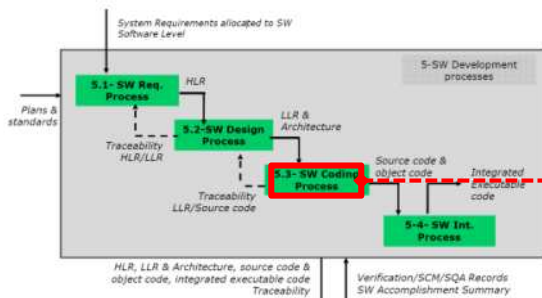 System Requirements allocated to SW
Software Level
5-SW Development
processes
5.1- SW Req.
Process
HLR
Plans &
standards
5.2-SW Design
Process
LLR &
Architecture
Traceability
HLR/LLR
5.3- SW Coding
Process
Source code &
object code
Integrated
Executable
code
Traceability
LLR/Source code
5-4- SW Int.
Process
HLR, LLR & Architecture, source code &
object code, integrated executable code
Traceability
Verification/SCM/SQA Records
SW Accomplishment Summary